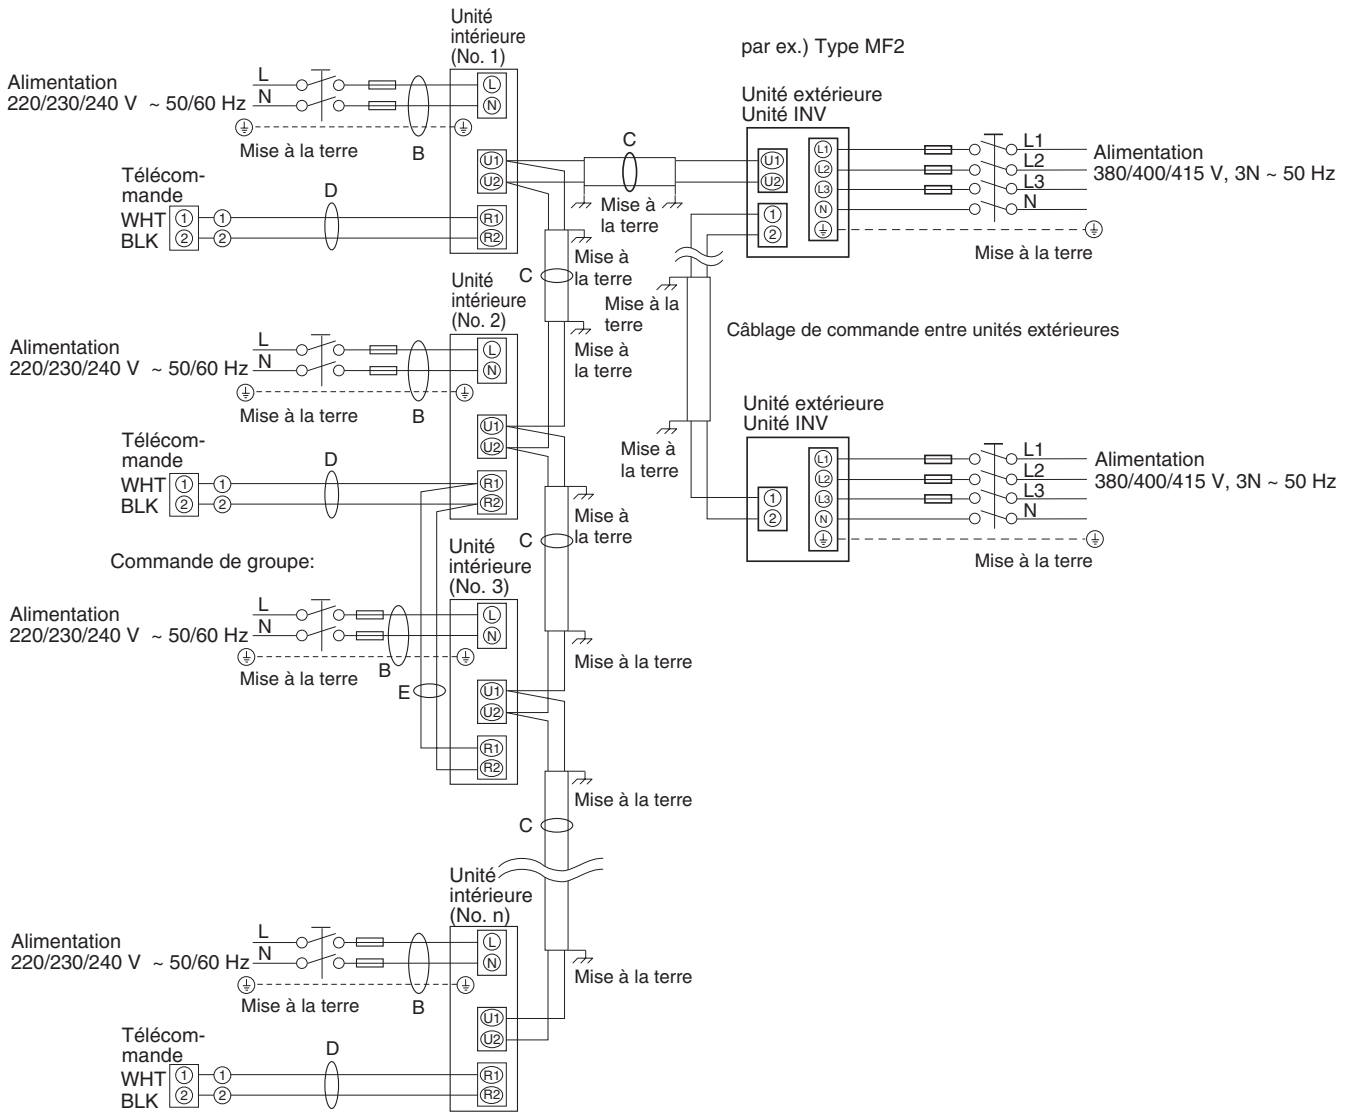 Unité
intérieure
(No. 1)
par ex.) Type MF2
Alimentation
220/230/240 V ~ 50/60 Hz
L
N
Mise à la terre
B
L
N
U1
U2
R1
R2
Télécom-
mande
WHT 1 1
BLK 2 2
D
C
Mise à
la terre
Unité extérieure
Unité INV
U1
U2
1
2
L1
L2
L3
N
L1
L2
L3
N
Alimentation
380/400/415 V, 3N ~ 50 Hz
Mise à la terre
C
Mise à
la terre
Mise à
la terre
Mise à la
terre
Câblage de commande entre unités extérieures
Mise à
la terre
Unité
intérieure
(No. 2)
Alimentation
220/230/240 V ~ 50/60 Hz
L
N
Mise à la terre
B
L
N
U1
U2
R1
R2
Télécom-
mande
WHT 1 1
BLK 2 2
D
Unité extérieure
Unité INV
1
2
L1
L2
L3
N
L1
L2
L3
N
Alimentation
380/400/415 V, 3N ~ 50 Hz
Mise à la terre
C
Mise à
la terre
Mise à la terre
Commande de groupe:
Unité
intérieure
(No. 3)
Alimentation
220/230/240 V ~ 50/60 Hz
L
N
Mise à la terre
B
E
L
N
U1
U2
R1
R2
Mise à la terre
C
Unité
intérieure
(No. n)
Alimentation
220/230/240 V ~ 50/60 Hz
L
N
Mise à la terre
B
L
N
U1
U2
R1
R2
Mise à la terre
Télécom-
mande
WHT 1 1
BLK 2 2
D